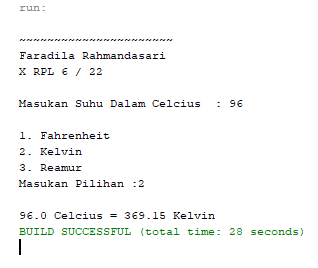 run:
~~~~~~~~~~~~~~~~~~~~~~
Faradila Rahmandasari
X RPL 6 / 22
Masukan Suhu Dalam Celcius  : 96
1. Fahrenheit
2. Kelvin
3. Reamur
Masukan Pilihan :2
96.0 Celcius = 369.15 Kelvin
BUILD SUCCESSFUL (total time: 28 seconds)